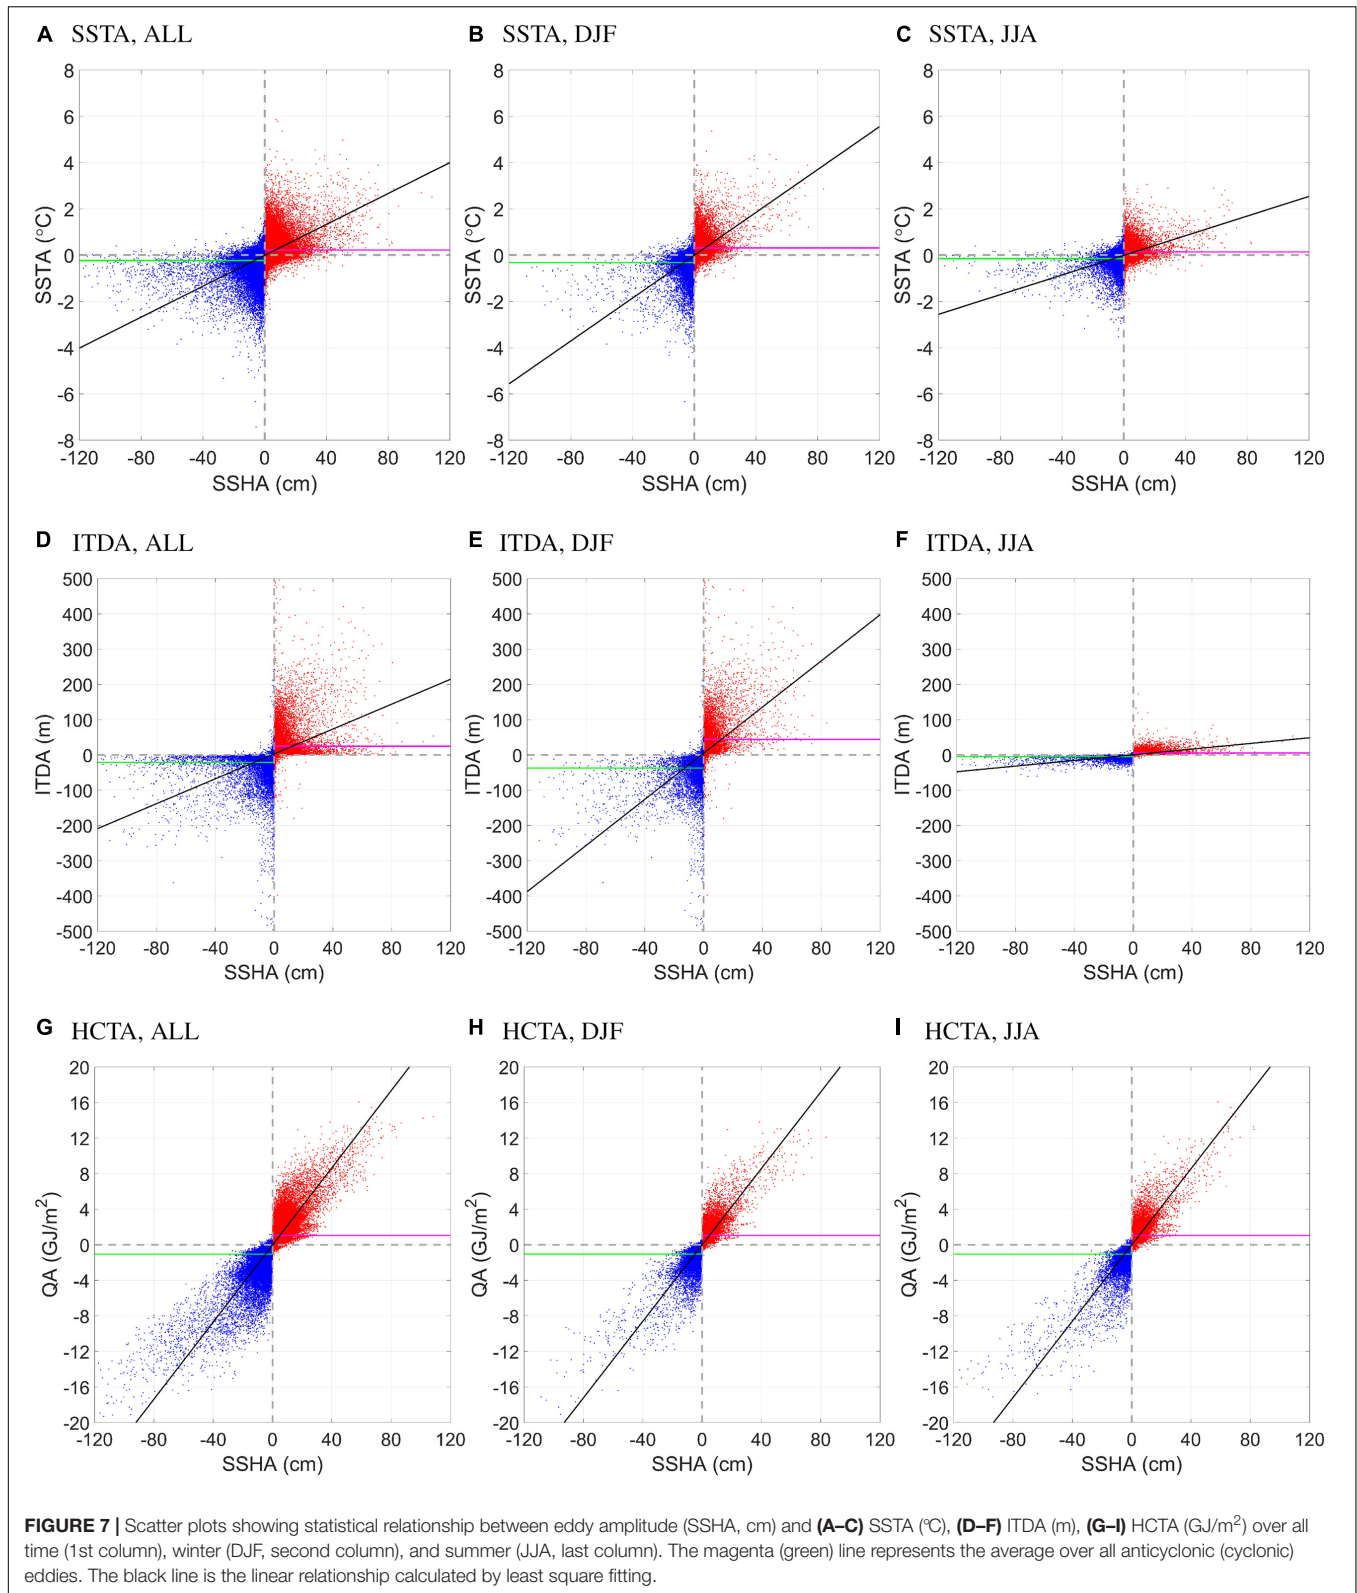 A SSTA, ALL
B SSTA, DJF
C SSTA, JJA
8
6
4
2
0
-2
-4
-6
-8
SSTA (°C)
-120 -80 -40 0 40 80 120
SSHA (cm)
8
6
4
2
0
-2
-4
-6
-8
SSTA (°C)
-120 -80 -40 0 40 80 120
SSHA (cm)
8
6
4
2
0
-2
-4
-6
-8
SSTA (°C)
-120 -80 -40 0 40 80 120
SSHA (cm)
D ITDA, ALL
E ITDA, DJF
F ITDA, JJA
500
400
300
200
100
0
-100
-200
-300
-400
-500
ITDA (m)
-120 -80 -40 0 40 80 120
SSHA (cm)
500
400
300
200
100
0
-100
-200
-300
-400
-500
ITDA (m)
-120 -80 -40 0 40 80 120
SSHA (cm)
500
400
300
200
100
0
-100
-200
-300
-400
-500
ITDA (m)
-120 -80 -40 0 40 80 120
SSHA (cm)
G HCTA, ALL
H HCTA, DJF
I HCTA, JJA
20
16
12
8
4
0
-4
-8
-12
-16
-20
QA (GJ/m²)
-120 -80 -40 0 40 80 120
SSHA (cm)
20
16
12
8
4
0
-4
-8
-12
-16
-20
QA (GJ/m²)
-120 -80 -40 0 40 80 120
SSHA (cm)
20
16
12
8
4
0
-4
-8
-12
-16
-20
QA (GJ/m²)
-120 -80 -40 0 40 80 120
SSHA (cm)
FIGURE 7 | Scatter plots showing statistical relationship between eddy amplitude (SSHA, cm) and (A–C) SSTA (°C), (D–F) ITDA (m), (G–I) HCTA (GJ/m²) over all
time (1st column), winter (DJF, second column), and summer (JJA, last column). The magenta (green) line represents the average over all anticyclonic (cyclonic)
eddies. The black line is the linear relationship calculated by least square fitting.